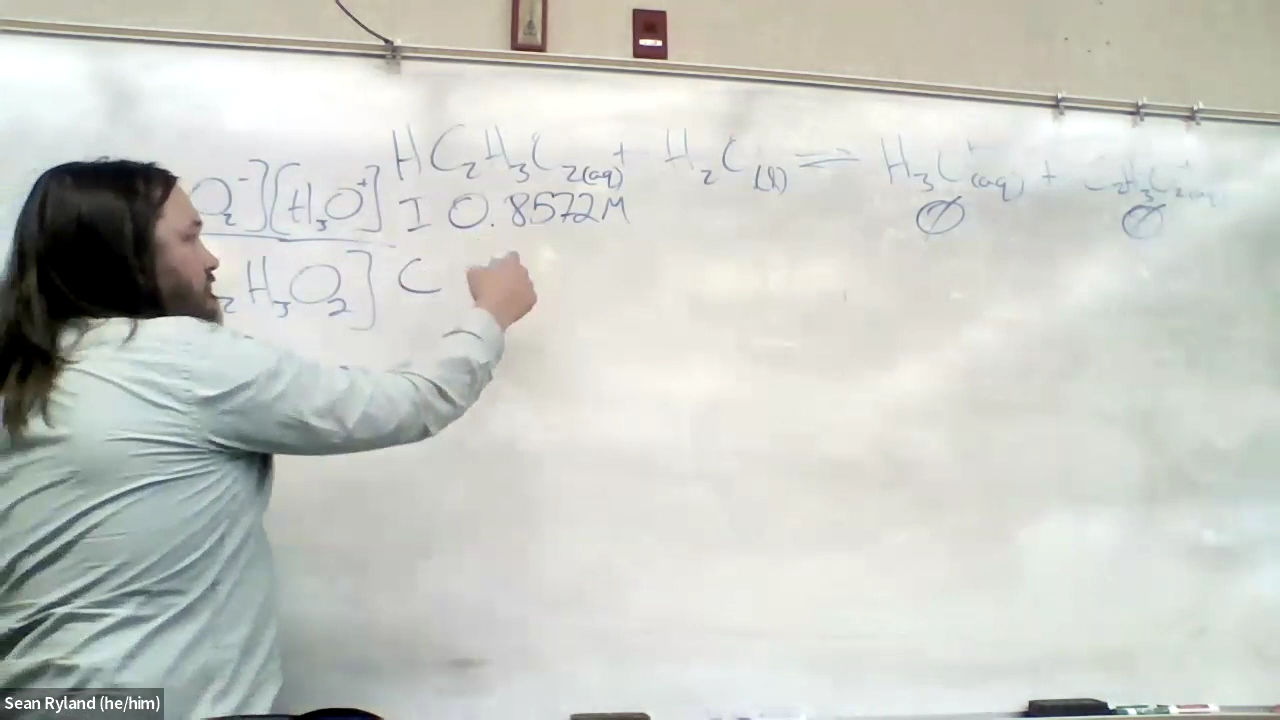 HC₂H₃O₂(aq) + H₂O(l) ⇌ H₃O⁺(aq) + C₂H₃O₂(aq)
O₂⁻][H₃O⁺] I 0.8572M ∅ ∅
₂H₃O₂] C
Sean Ryland (he/him)